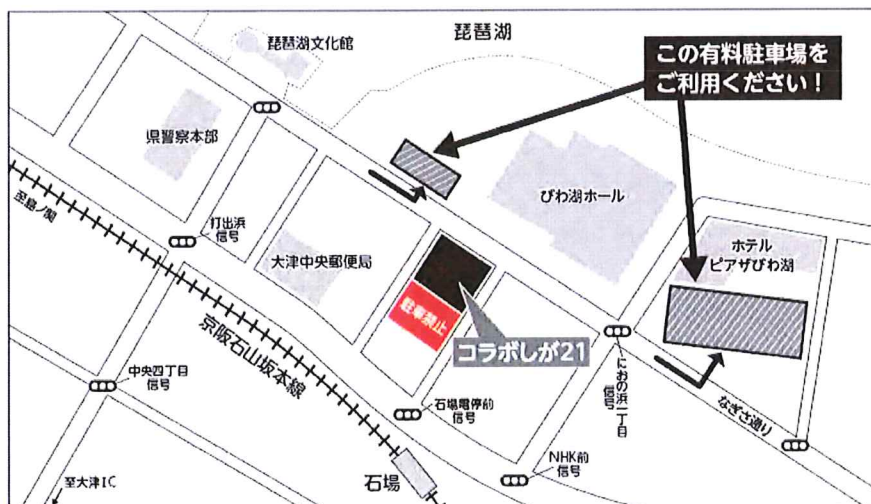 琵琶湖文化館
琵琶湖
この有料駐車場を
ご利用ください！
県警察本部
びわ湖ホール
至島ノ関
打出浜
信号
大津中央郵便局
ホテル
ピアザびわ湖
駐車禁止
コラボしが21
京阪石山坂本線
中央四丁目
信号
石場電停前
信号
におの浜一丁目
信号
なぎさ通り
NHK前
信号
石場
至大津IC